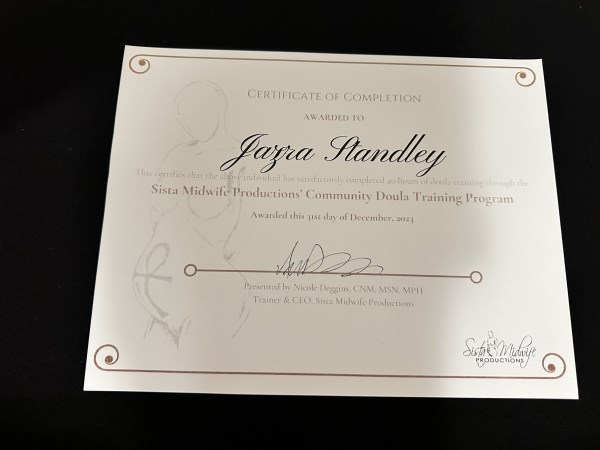 CERTIFICATE OF COMPLETION
AWARDED TO
Jazra Standley
This certifies that the above individual has satisfactorily completed 40 hours of doula training through the
Sista Midwife Productions' Community Doula Training Program
Awarded this 31st day of December, 2023
Presented by Nicole Deggins, CNM, MSN, MPH
Trainer & CEO, Sista Midwife Productions
Sista Midwife
PRODUCTIONS